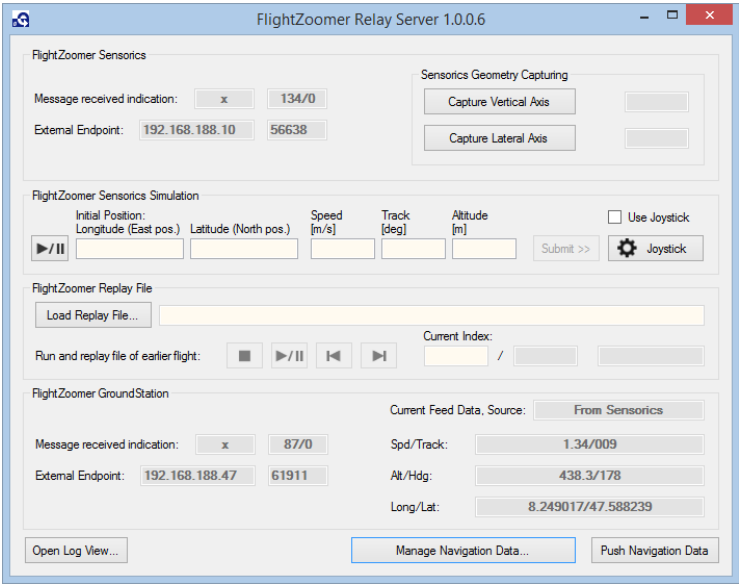 FlightZoomer Relay Server 1.0.0.6
FlightZoomer Sensorics
Message received indication: x 134/0
External Endpoint: 192.168.188.10 56638
Sensorics Geometry Capturing
Capture Vertical Axis
Capture Lateral Axis
FlightZoomer Sensorics Simulation
Initial Position:
Longitude (East pos.) Latitude (North pos.) Speed [m/s] Track [deg] Altitude [m]
Use Joystick
Submit >> Joystick
FlightZoomer Replay File
Load Replay File...
Current Index:
Run and replay file of earlier flight: /
FlightZoomer GroundStation
Current Feed Data, Source: From Sensorics
Message received indication: x 87/0 Spd/Track: 1.34/009
External Endpoint: 192.168.188.47 61911 Alt/Hdg: 438.3/178
Long/Lat: 8.249017/47.588239
Open Log View... Manage Navigation Data... Push Navigation Data